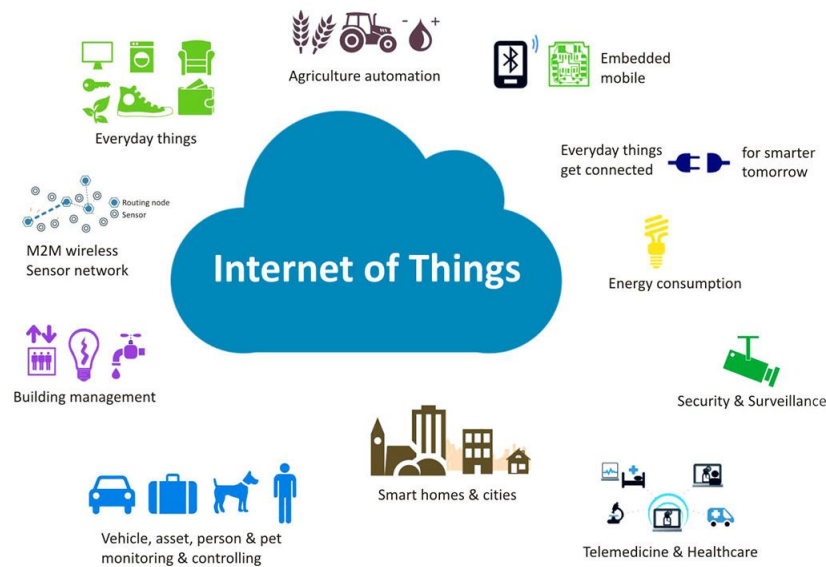 Agriculture automation
Embedded
mobile
Everyday things
Everyday things
get connected
for smarter
tomorrow
Routing node
Sensor
M2M wireless
Sensor network
Internet of Things
Energy consumption
Building management
Security & Surveillance
Smart homes & cities
Vehicle, asset, person & pet
monitoring & controlling
Telemedicine & Healthcare